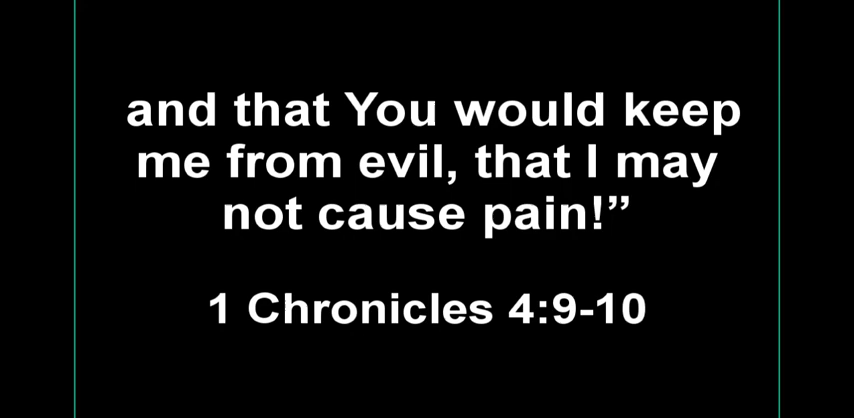 and that You would keep
me from evil, that I may
not cause pain!”
1 Chronicles 4:9-10